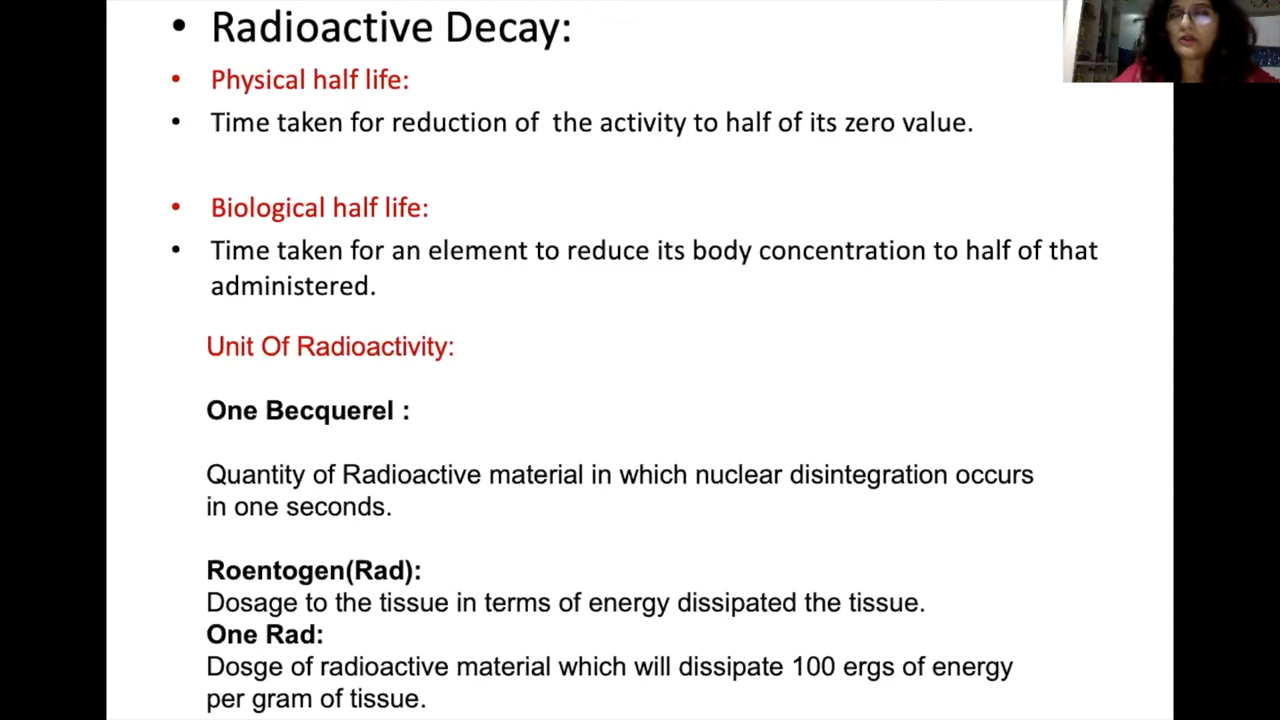 • Radioactive Decay:
• Physical half life:
• Time taken for reduction of the activity to half of its zero value.
• Biological half life:
• Time taken for an element to reduce its body concentration to half of that
administered.
Unit Of Radioactivity:
One Becquerel :
Quantity of Radioactive material in which nuclear disintegration occurs
in one seconds.
Roentogen(Rad):
Dosage to the tissue in terms of energy dissipated the tissue.
One Rad:
Dosge of radioactive material which will dissipate 100 ergs of energy
per gram of tissue.